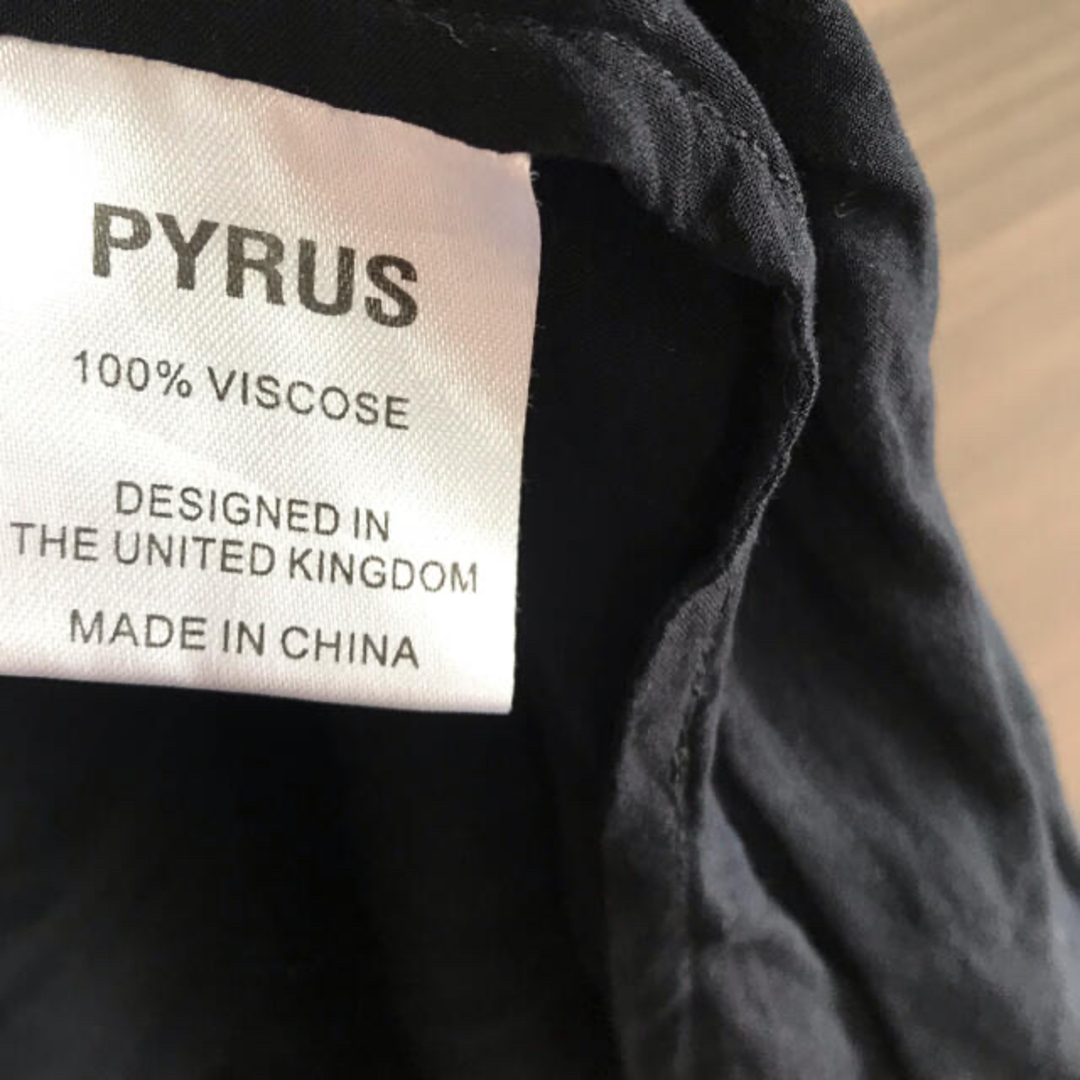 PYRUS
100% VISCOSE
DESIGNED IN
THE UNITED KINGDOM
MADE IN CHINA